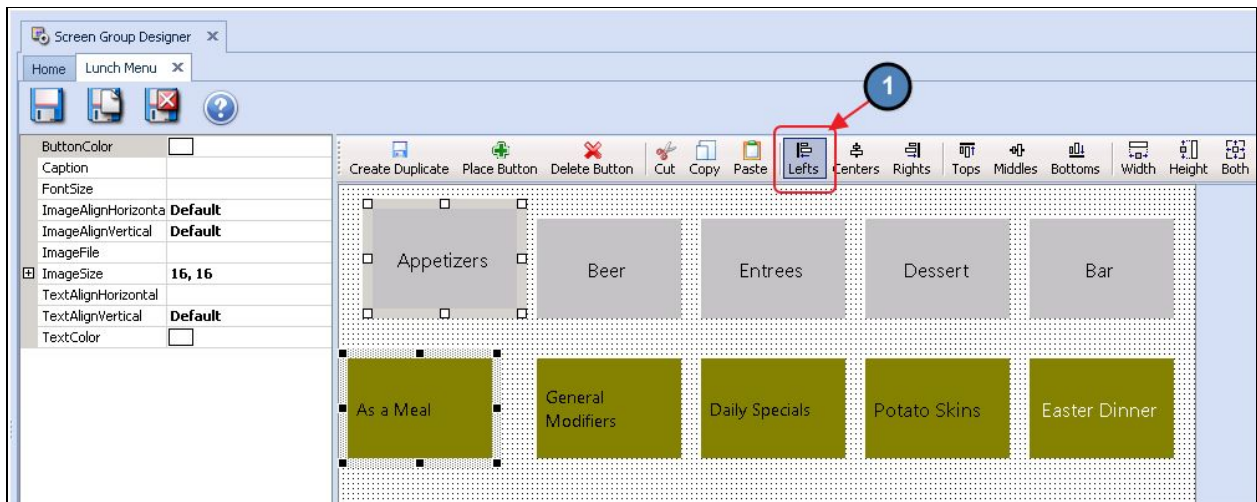 Screen Group Designer
Home Lunch Menu
1
ButtonColor
Caption
FontSize
ImageAlignHorizonta Default
ImageAlignVertical Default
ImageFile
ImageSize 16, 16
TextAlignHorizontal
TextAlignVertical Default
TextColor
Create Duplicate Place Button Delete Button Cut Copy Paste Lefts Centers Rights Tops Middles Bottoms Width Height Both
Appetizers Beer Entrees Dessert Bar
As a Meal General Daily Specials Potato Skins Easter Dinner
Modifiers